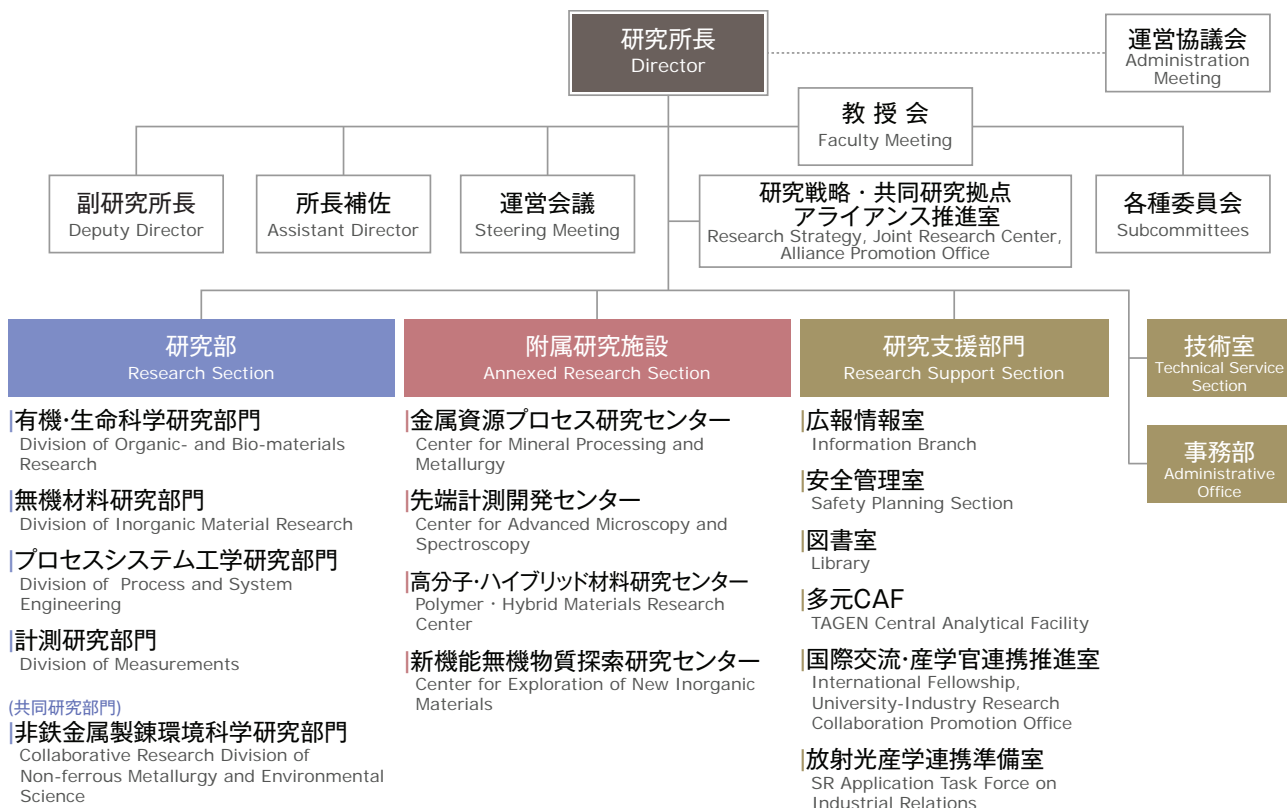 研究所長
Director
運営協議会
Administration
Meeting
教 授 会
Faculty Meeting
副研究所長
Deputy Director
所長補佐
Assistant Director
運営会議
Steering Meeting
研究戦略・共同研究拠点
アライアンス推進室
Research Strategy, Joint Research Center,
Alliance Promotion Office
各種委員会
Subcommittees
研究部
Research Section
有機・生命科学研究部門
Division of Organic- and Bio-materials
Research
無機材料研究部門
Division of Inorganic Material Research
プロセスシステム工学研究部門
Division of Process and System
Engineering
計測研究部門
Division of Measurements
(共同研究部門)
非鉄金属製錬環境科学研究部門
Collaborative Research Division of
Non-ferrous Metallurgy and Environmental
Science
附属研究施設
Annexed Research Section
金属資源プロセス研究センター
Center for Mineral Processing and
Metallurgy
先端計測開発センター
Center for Advanced Microscopy and
Spectroscopy
高分子・ハイブリッド材料研究センター
Polymer・Hybrid Materials Research
Center
新機能無機物質探索研究センター
Center for Exploration of New Inorganic
Materials
研究支援部門
Research Support Section
広報情報室
Information Branch
安全管理室
Safety Planning Section
図書室
Library
多元CAF
TAGEN Central Analytical Facility
国際交流・産学官連携推進室
International Fellowship,
University-Industry Research
Collaboration Promotion Office
放射光産学連携準備室
SR Application Task Force on
Industrial Relations
技術室
Technical Service
Section
事務部
Administrative
Office